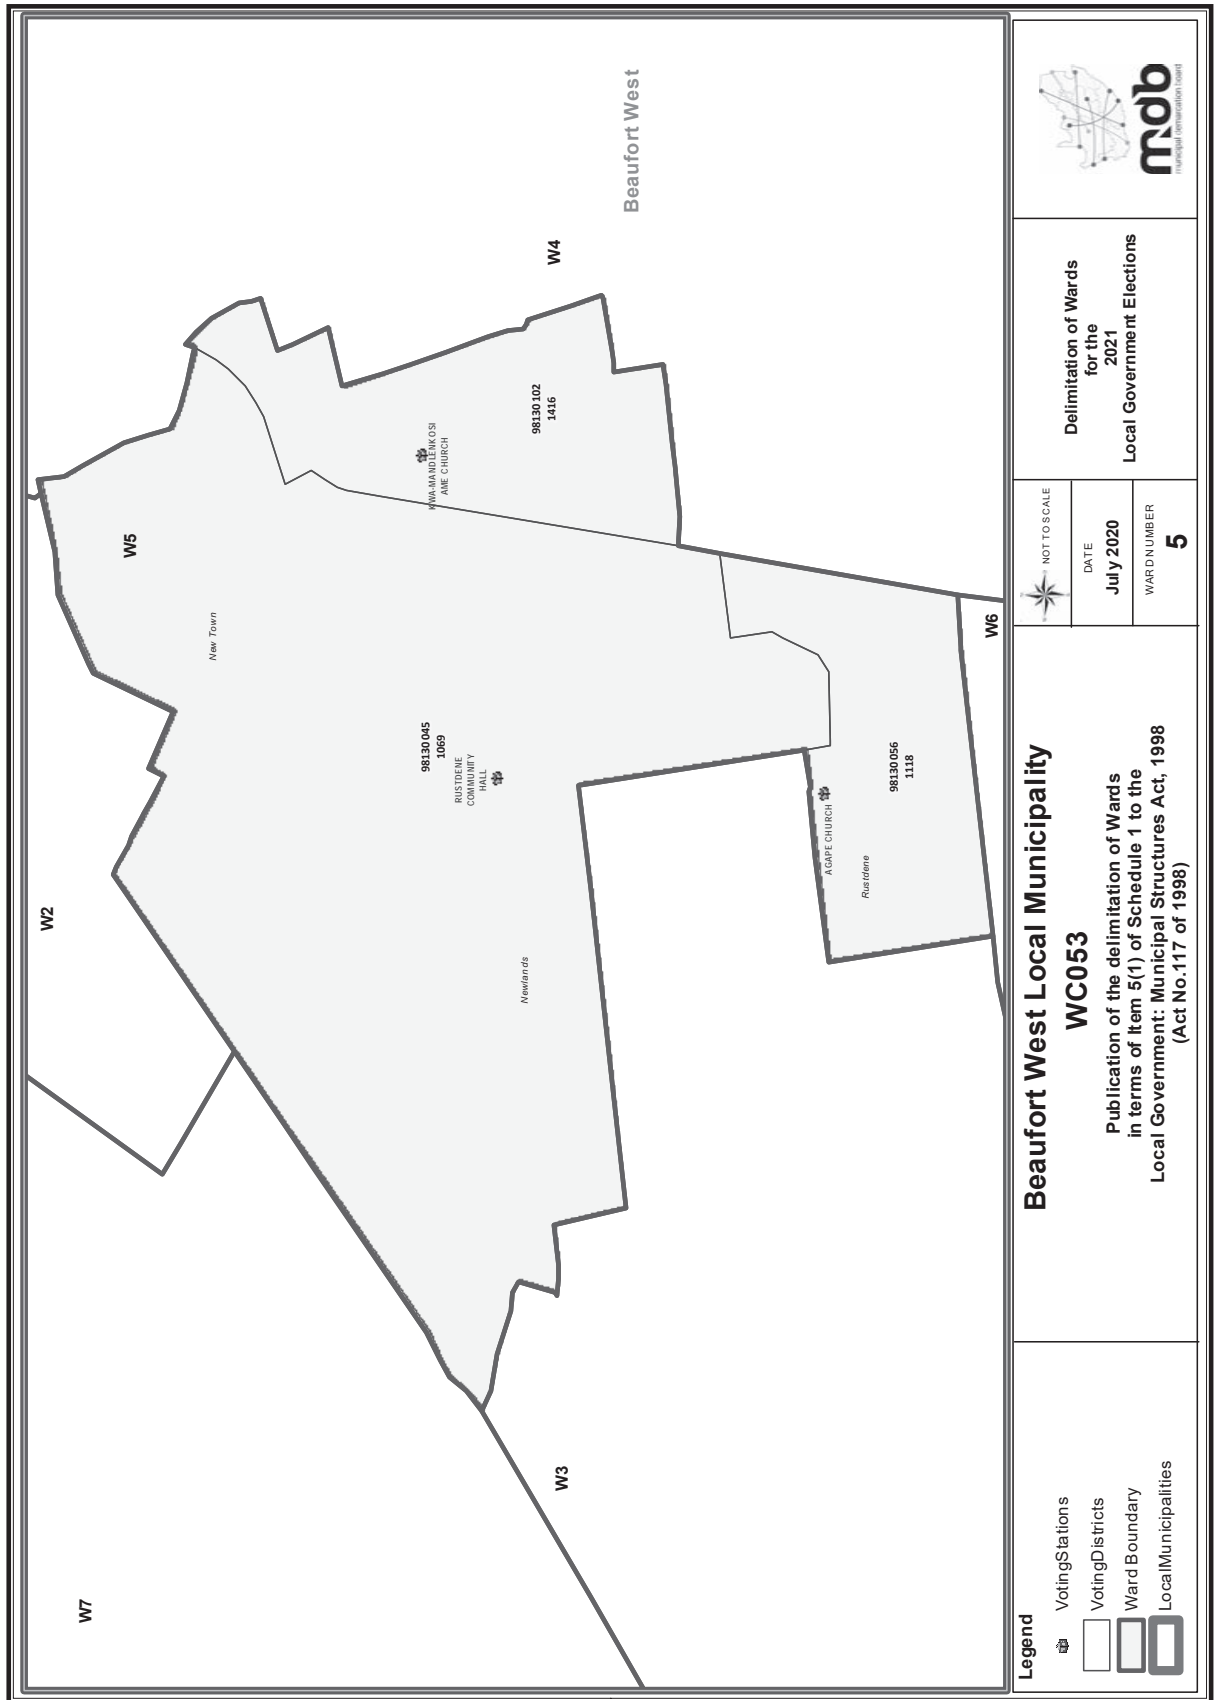 W7
W2
W5
New Town
98130045
1069
RUSTDENE
COMMUNITY
HALL
KWA-MANDLENKOSI
AME CHURCH
98130102
1416
W4
Beaufort West
Newlands
W3
AGAPE CHURCH
Rustdene
98130056
1118
W6
Legend
VotingStations
VotingDistricts
Ward Boundary
LocalMunicipalities
Beaufort West Local Municipality
WC053
Publication of the delimitation of Wards
in terms of Item 5(1) of Schedule 1 to the
Local Government: Municipal Structures Act, 1998
(Act No.117 of 1998)
NOT TO SCALE
DATE
July 2020
WARD NUMBER
5
Delimitation of Wards
for the
2021
Local Government Elections
mdb
municipal demarcation board